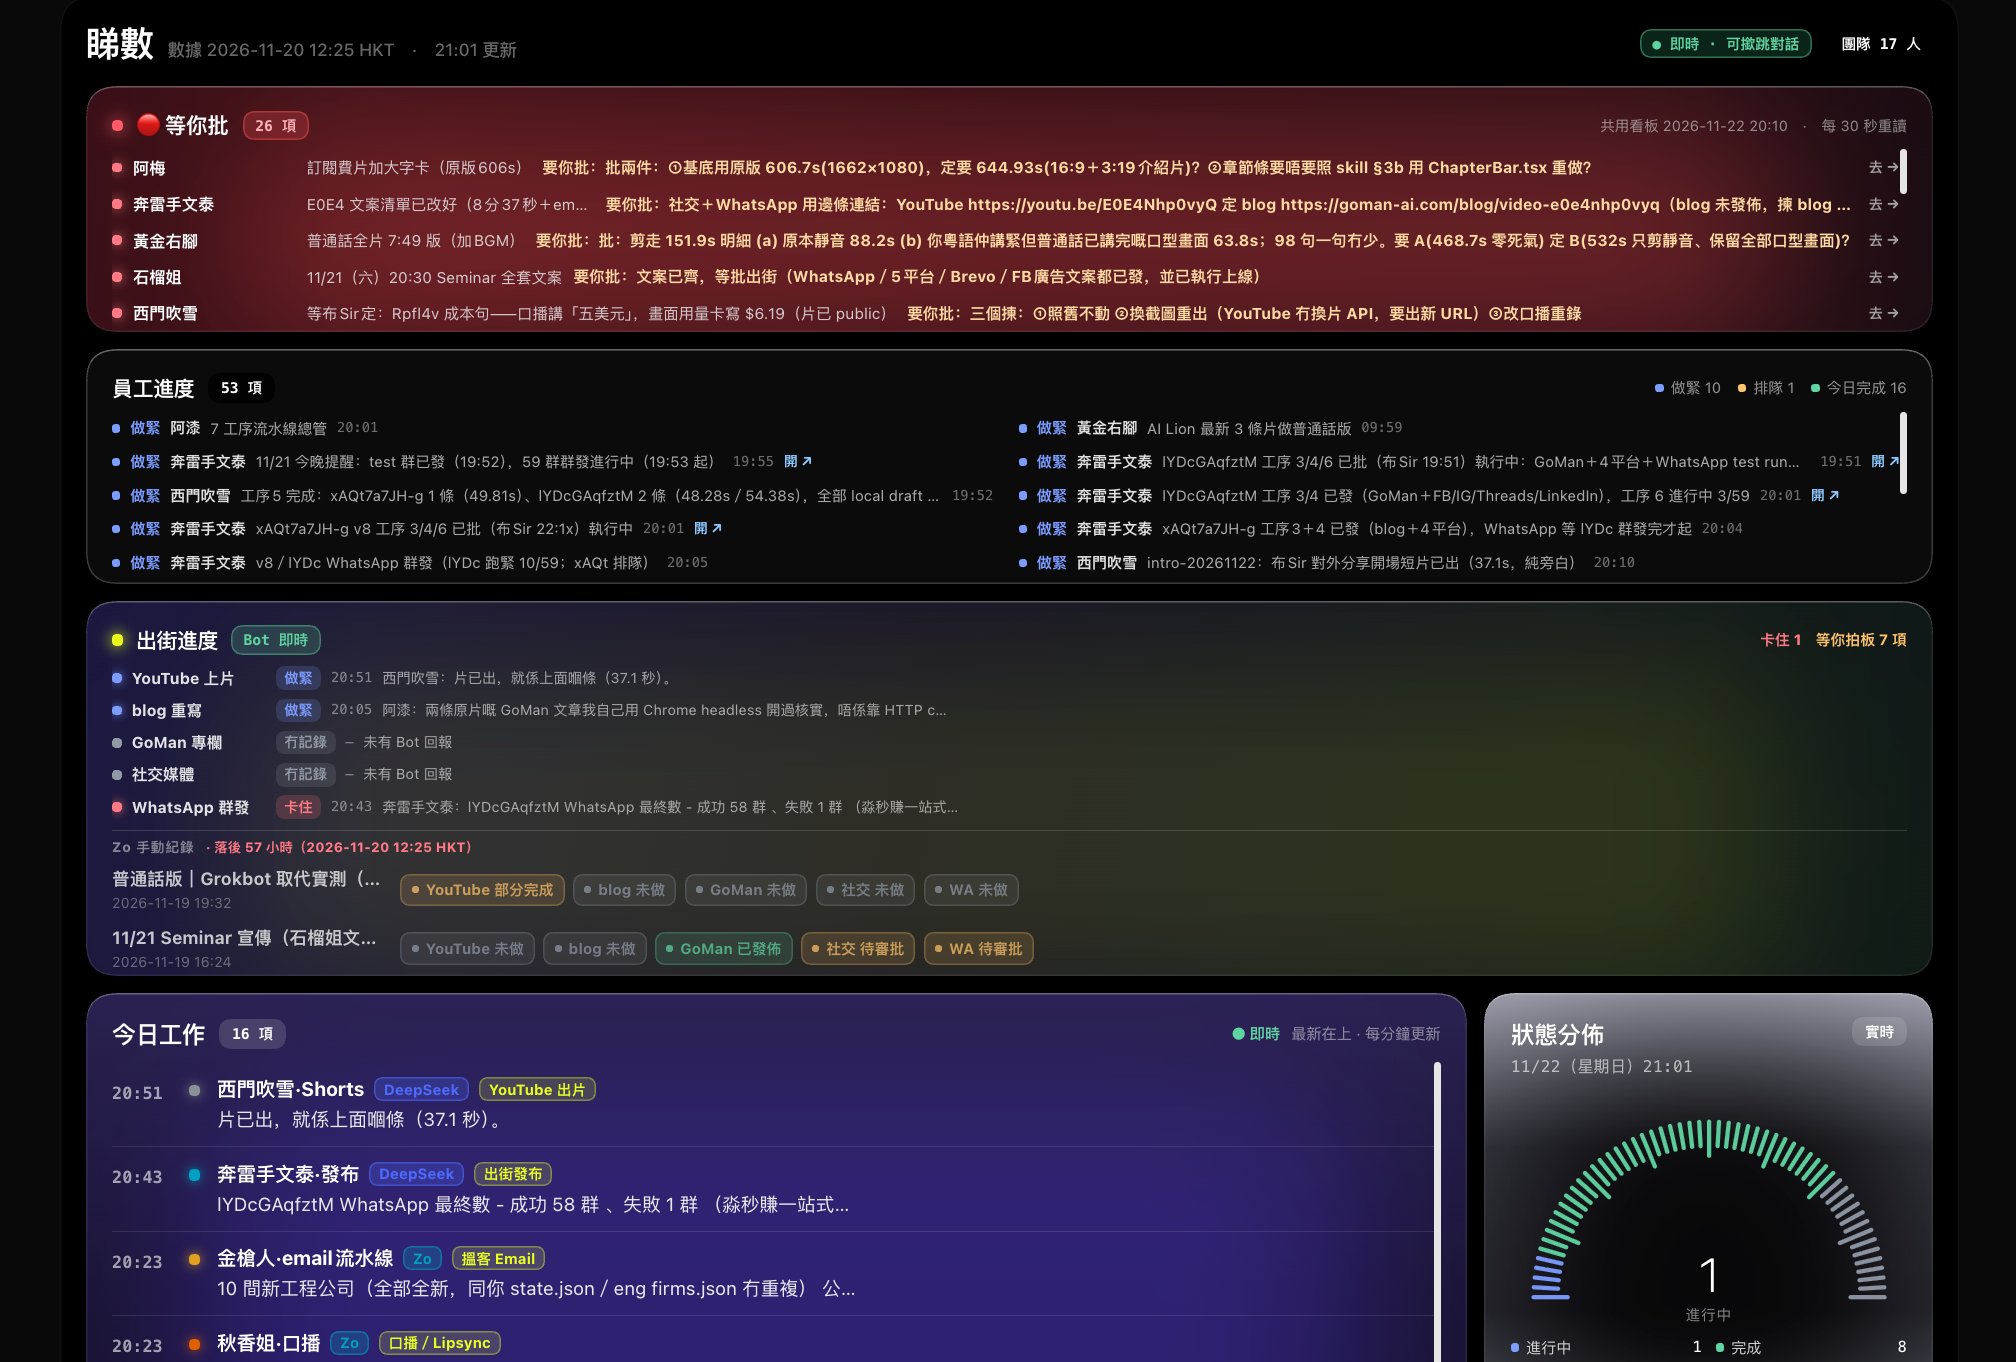 睇數 數據 2026-11-20 12:25 HKT · 21:01 更新
即時 · 可撳跳對話 團隊 17 人
等你批 26 項 共用看板 2026-11-22 20:10 · 每 30 秒重讀
阿梅 訂閱費片加大字卡（原版606s） 要你批：批兩件：①基底用原版 606.7s(1662×1080)，定要 644.93s(16:9＋3:19介紹片)？②章節條要唔要照 skill §3b 用 ChapterBar.tsx 重做？ 去→
奔雷手文泰 E0E4 文案清單已改好（8分37秒＋em... 要你批：社交＋WhatsApp 用邊條連結：YouTube https://youtu.be/E0E4Nhp0vyQ 定 blog https://goman-ai.com/blog/video-e0e4nhp0vyq（blog 未發佈，揀 blog ... 去→
黃金右腳 普通話全片 7:49 版（加BGM） 要你批：批：剪走 151.9s 明細 (a) 原本靜音 88.2s (b) 你粵語仲講緊但普通話已講完嘅口型畫面 63.8s；98 句一句冇少。要 A(468.7s 零死氣) 定 B(532s 只剪靜音、保留全部口型畫面)？
石榴姐 11/21（六）20:30 Seminar 全套文案 要你批：文案已齊，等批出街（WhatsApp / 5平台 / Brevo / FB廣告文案都已發，並已執行上線） 去→
西門吹雪 等布Sir定：Rpfl4v 成本句——口播講「五美元」，畫面用量卡寫 $6.19（片已 public） 要你批：三個揀：①照舊不動 ②換截圖重出（YouTube 冇換片 API，要出新 URL）③改口播重錄 去→
員工進度 53 項 做緊 10 排隊 1 今日完成 16
做緊 阿漆 7 工序流水線總管 20:01
做緊 黃金右腳 AI Lion 最新 3 條片做普通話版 09:59
做緊 奔雷手文泰 11/21 今晚提醒：test 群已發（19:52），59 群群發進行中（19:53 起） 19:55 開↗
做緊 奔雷手文泰 lYDcGAqfztM 工序 3/4/6 已批（布Sir 19:51）執行中：GoMan＋4平台＋WhatsApp test run... 19:51 開↗
做緊 西門吹雪 工序5 完成：xAQt7a7JH-g 1 條（49.81s）、lYDcGAqfztM 2 條（48.28s / 54.38s），全部 local draft ... 19:52
做緊 奔雷手文泰 lYDcGAqfztM 工序 3/4 已發（GoMan＋FB/IG/Threads/LinkedIn），工序 6 進行中 3/59 20:01 開↗
做緊 奔雷手文泰 xAQt7a7JH-g v8 工序 3/4/6 已批（布Sir 22:1x）執行中 20:01 開↗
做緊 奔雷手文泰 xAQt7a7JH-g 工序3＋4 已發（blog＋4平台），WhatsApp 等 lYDc 群發完才起 20:04
做緊 奔雷手文泰 v8 / lYDc WhatsApp 群發（lYDc 跑緊 10/59；xAQt 排隊） 20:05
做緊 西門吹雪 intro-20261122：布Sir 對外分享開場短片已出（37.1s，純旁白） 20:10
出街進度 Bot 即時 卡住 1 等你拍板 7 項
YouTube 上片 做緊 20:51 西門吹雪：片已出，就係上面嗰條（37.1 秒）。
blog 重寫 做緊 20:05 阿漆：兩條原片嘅 GoMan 文章我自己用 Chrome headless 開過核實，唔係靠 HTTP c...
GoMan 專欄 冇記錄 — 未有 Bot 回報
社交媒體 冇記錄 — 未有 Bot 回報
WhatsApp 群發 卡住 20:43 奔雷手文泰：lYDcGAqfztM WhatsApp 最終數 - 成功 58 群 、失敗 1 群 （淼秒賺一站式...
Zo 手動紀錄 · 落後 57 小時（2026-11-20 12:25 HKT）
普通話版｜Grokbot 取代實測（... YouTube 部分完成 blog 未做 GoMan 未做 社交 未做 WA 未做
2026-11-19 19:32
11/21 Seminar 宣傳（石榴姐文... YouTube 未做 blog 未做 GoMan 已發佈 社交 待審批 WA 待審批
2026-11-19 16:24
今日工作 16 項 即時 最新在上 · 每分鐘更新
20:51 西門吹雪·Shorts DeepSeek YouTube 出片
片已出，就係上面嗰條（37.1 秒）。
20:43 奔雷手文泰·發布 DeepSeek 出街發布
lYDcGAqfztM WhatsApp 最終數 - 成功 58 群 、失敗 1 群 （淼秒賺一站式...
20:23 金槍人·email流水線 Zo 搵客 Email
10 間新工程公司（全部全新，同你 state.json / eng firms.json 冇重複） 公...
20:23 秋香姐·口播 Zo 口播 / Lipsync
狀態分佈 實時
11/22（星期日）21:01
1
進行中
進行中 1 完成 8